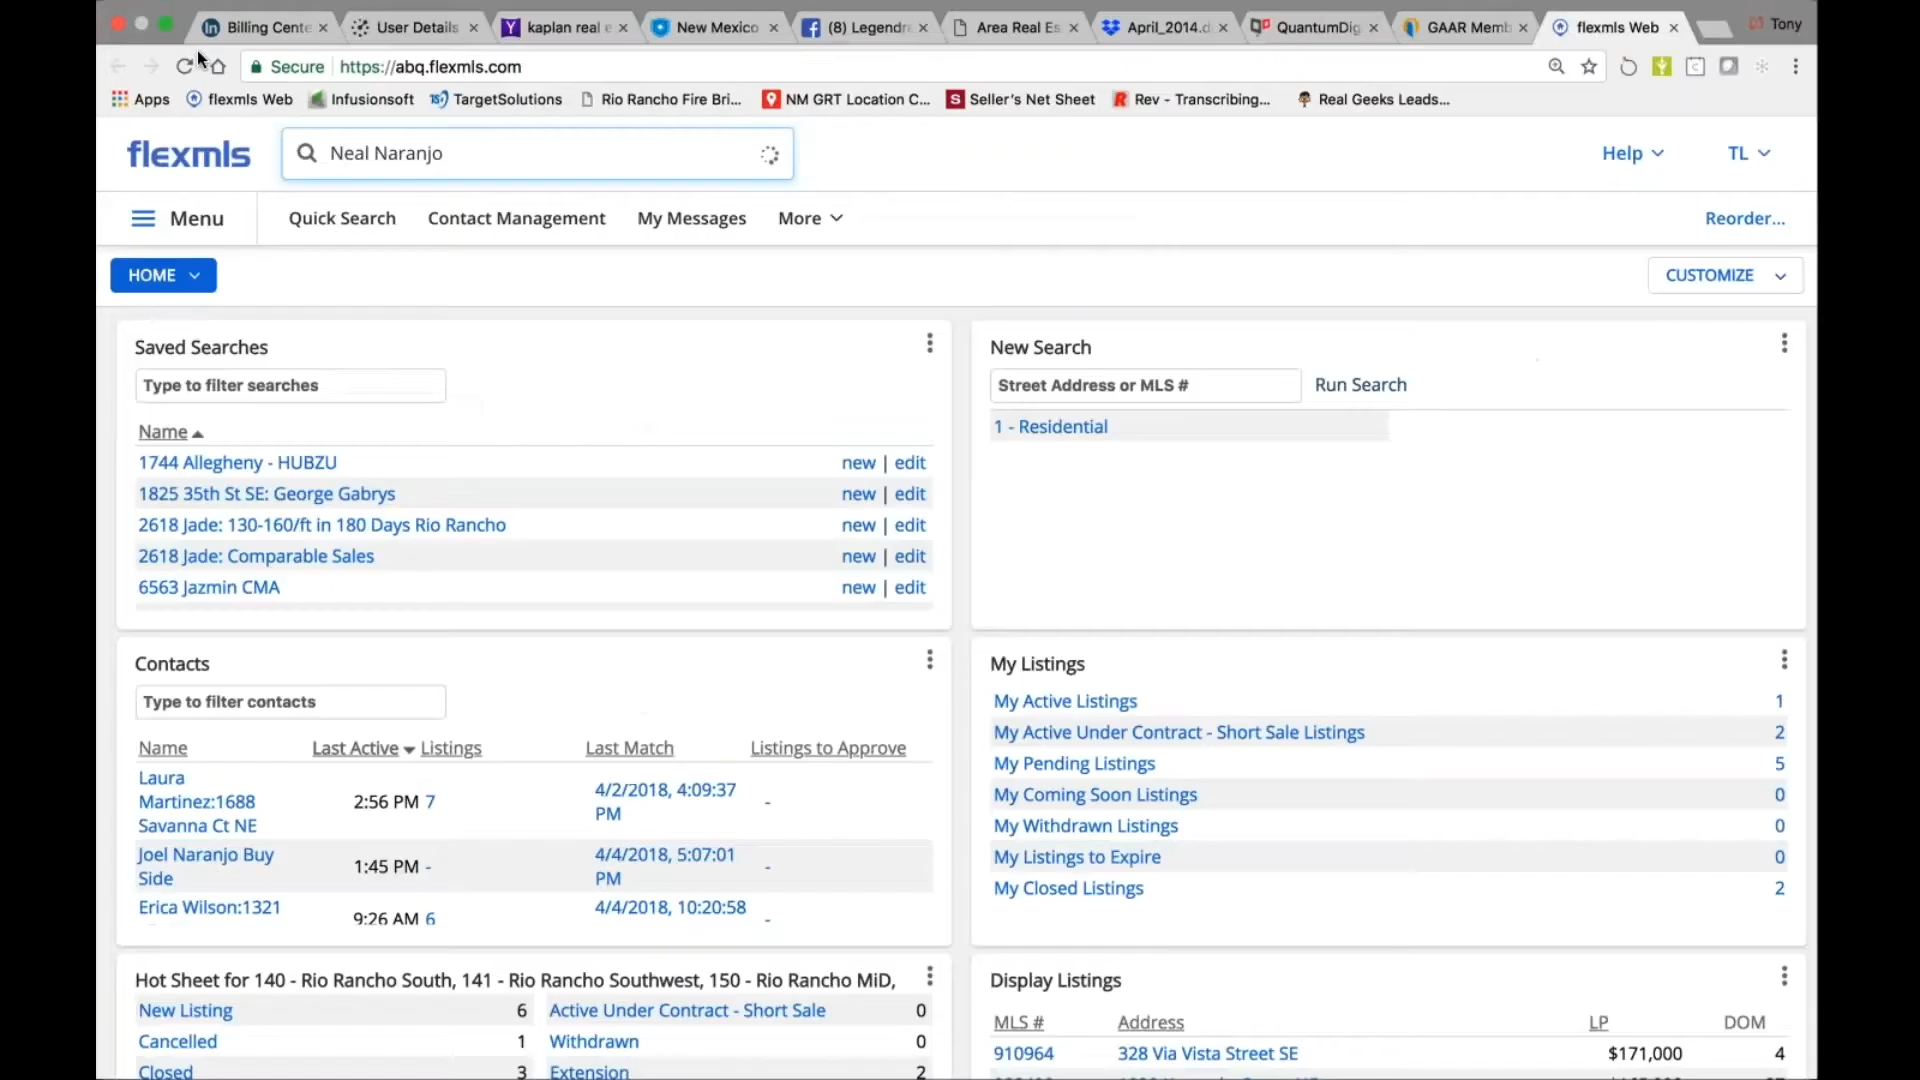 Billing Cente
User Details
kaplan real e
New Mexico
(8) Legendr
Area Real Es
April_2014.d
QuantumDig
GAAR Memb
flexmls Web
Tony
Secure https://abq.flexmls.com
Apps flexmls Web Infusionsoft TargetSolutions Rio Rancho Fire Bri... NM GRT Location C... Seller's Net Sheet Rev - Transcribing... Real Geeks Leads...
flexmls Neal Naranjo Help TL
Menu Quick Search Contact Management My Messages More Reorder...
HOME CUSTOMIZE
Saved Searches
Type to filter searches
Name
1744 Allegheny - HUBZU new | edit
1825 35th St SE: George Gabrys new | edit
2618 Jade: 130-160/ft in 180 Days Rio Rancho new | edit
2618 Jade: Comparable Sales new | edit
6563 Jazmin CMA new | edit
New Search
Street Address or MLS # Run Search
1 - Residential
Contacts
Type to filter contacts
Name Last Active Listings Last Match Listings to Approve
Laura
Martinez:1688
Savanna Ct NE
2:56 PM 7
4/2/2018, 4:09:37
PM
-
Joel Naranjo Buy
Side
1:45 PM -
4/4/2018, 5:07:01
PM
-
Erica Wilson:1321
9:26 AM 6
4/4/2018, 10:20:58
-
My Listings
My Active Listings 1
My Active Under Contract - Short Sale Listings 2
My Pending Listings 5
My Coming Soon Listings 0
My Withdrawn Listings 0
My Listings to Expire 0
My Closed Listings 2
Hot Sheet for 140 - Rio Rancho South, 141 - Rio Rancho Southwest, 150 - Rio Rancho MiD,
New Listing 6 Active Under Contract - Short Sale 0
Cancelled 1 Withdrawn 0
Closed 3 Extension 2
Display Listings
MLS # Address LP DOM
910964 328 Via Vista Street SE $171,000 4